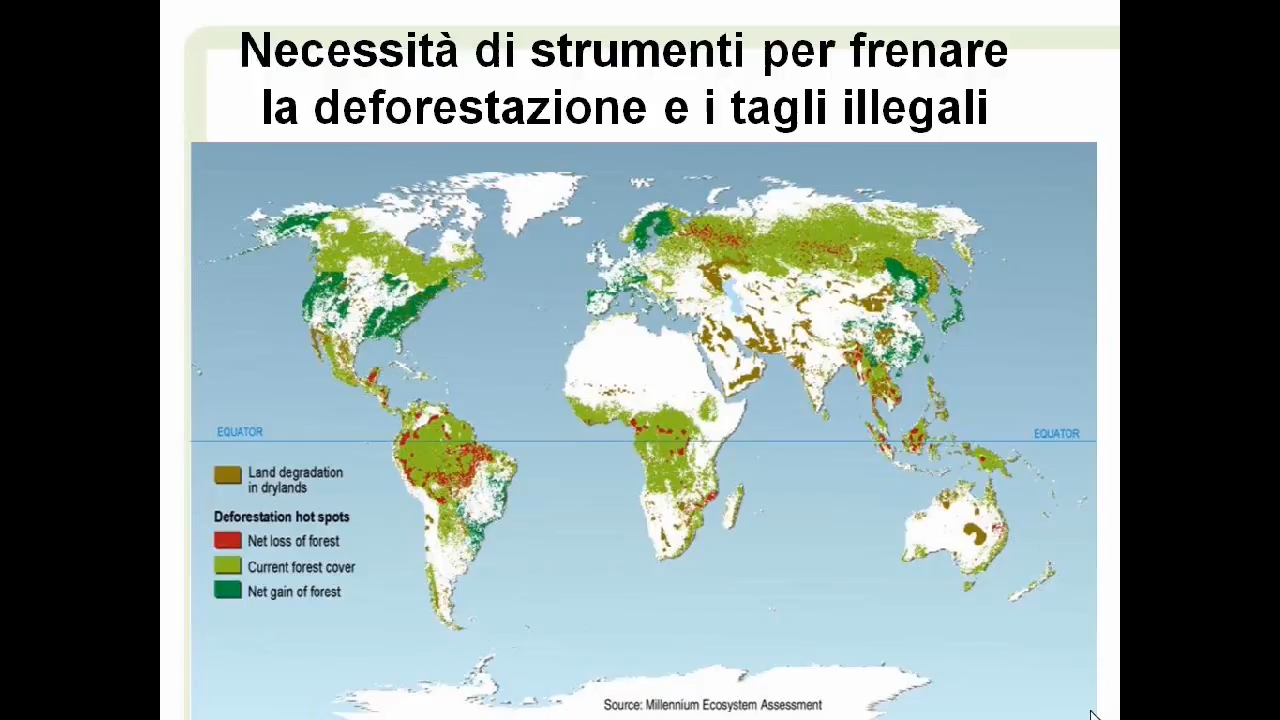 Necessità di strumenti per frenare
la deforestazione e i tagli illegali
EQUATOR
EQUATOR
Land degradation
in drylands
Deforestation hot spots
Net loss of forest
Current forest cover
Net gain of forest
Source: Millennium Ecosystem Assessment